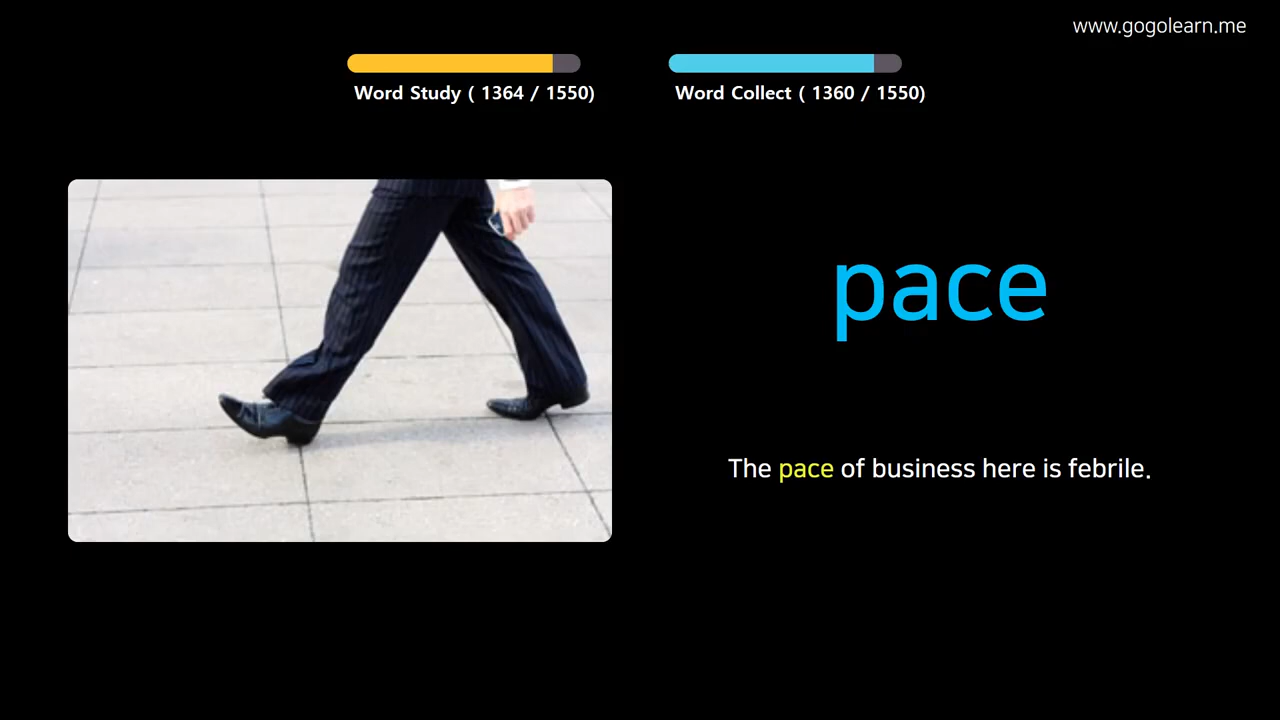 www.gogolearn.me
Word Study ( 1364 / 1550)
Word Collect ( 1360 / 1550)
pace
The pace of business here is febrile.